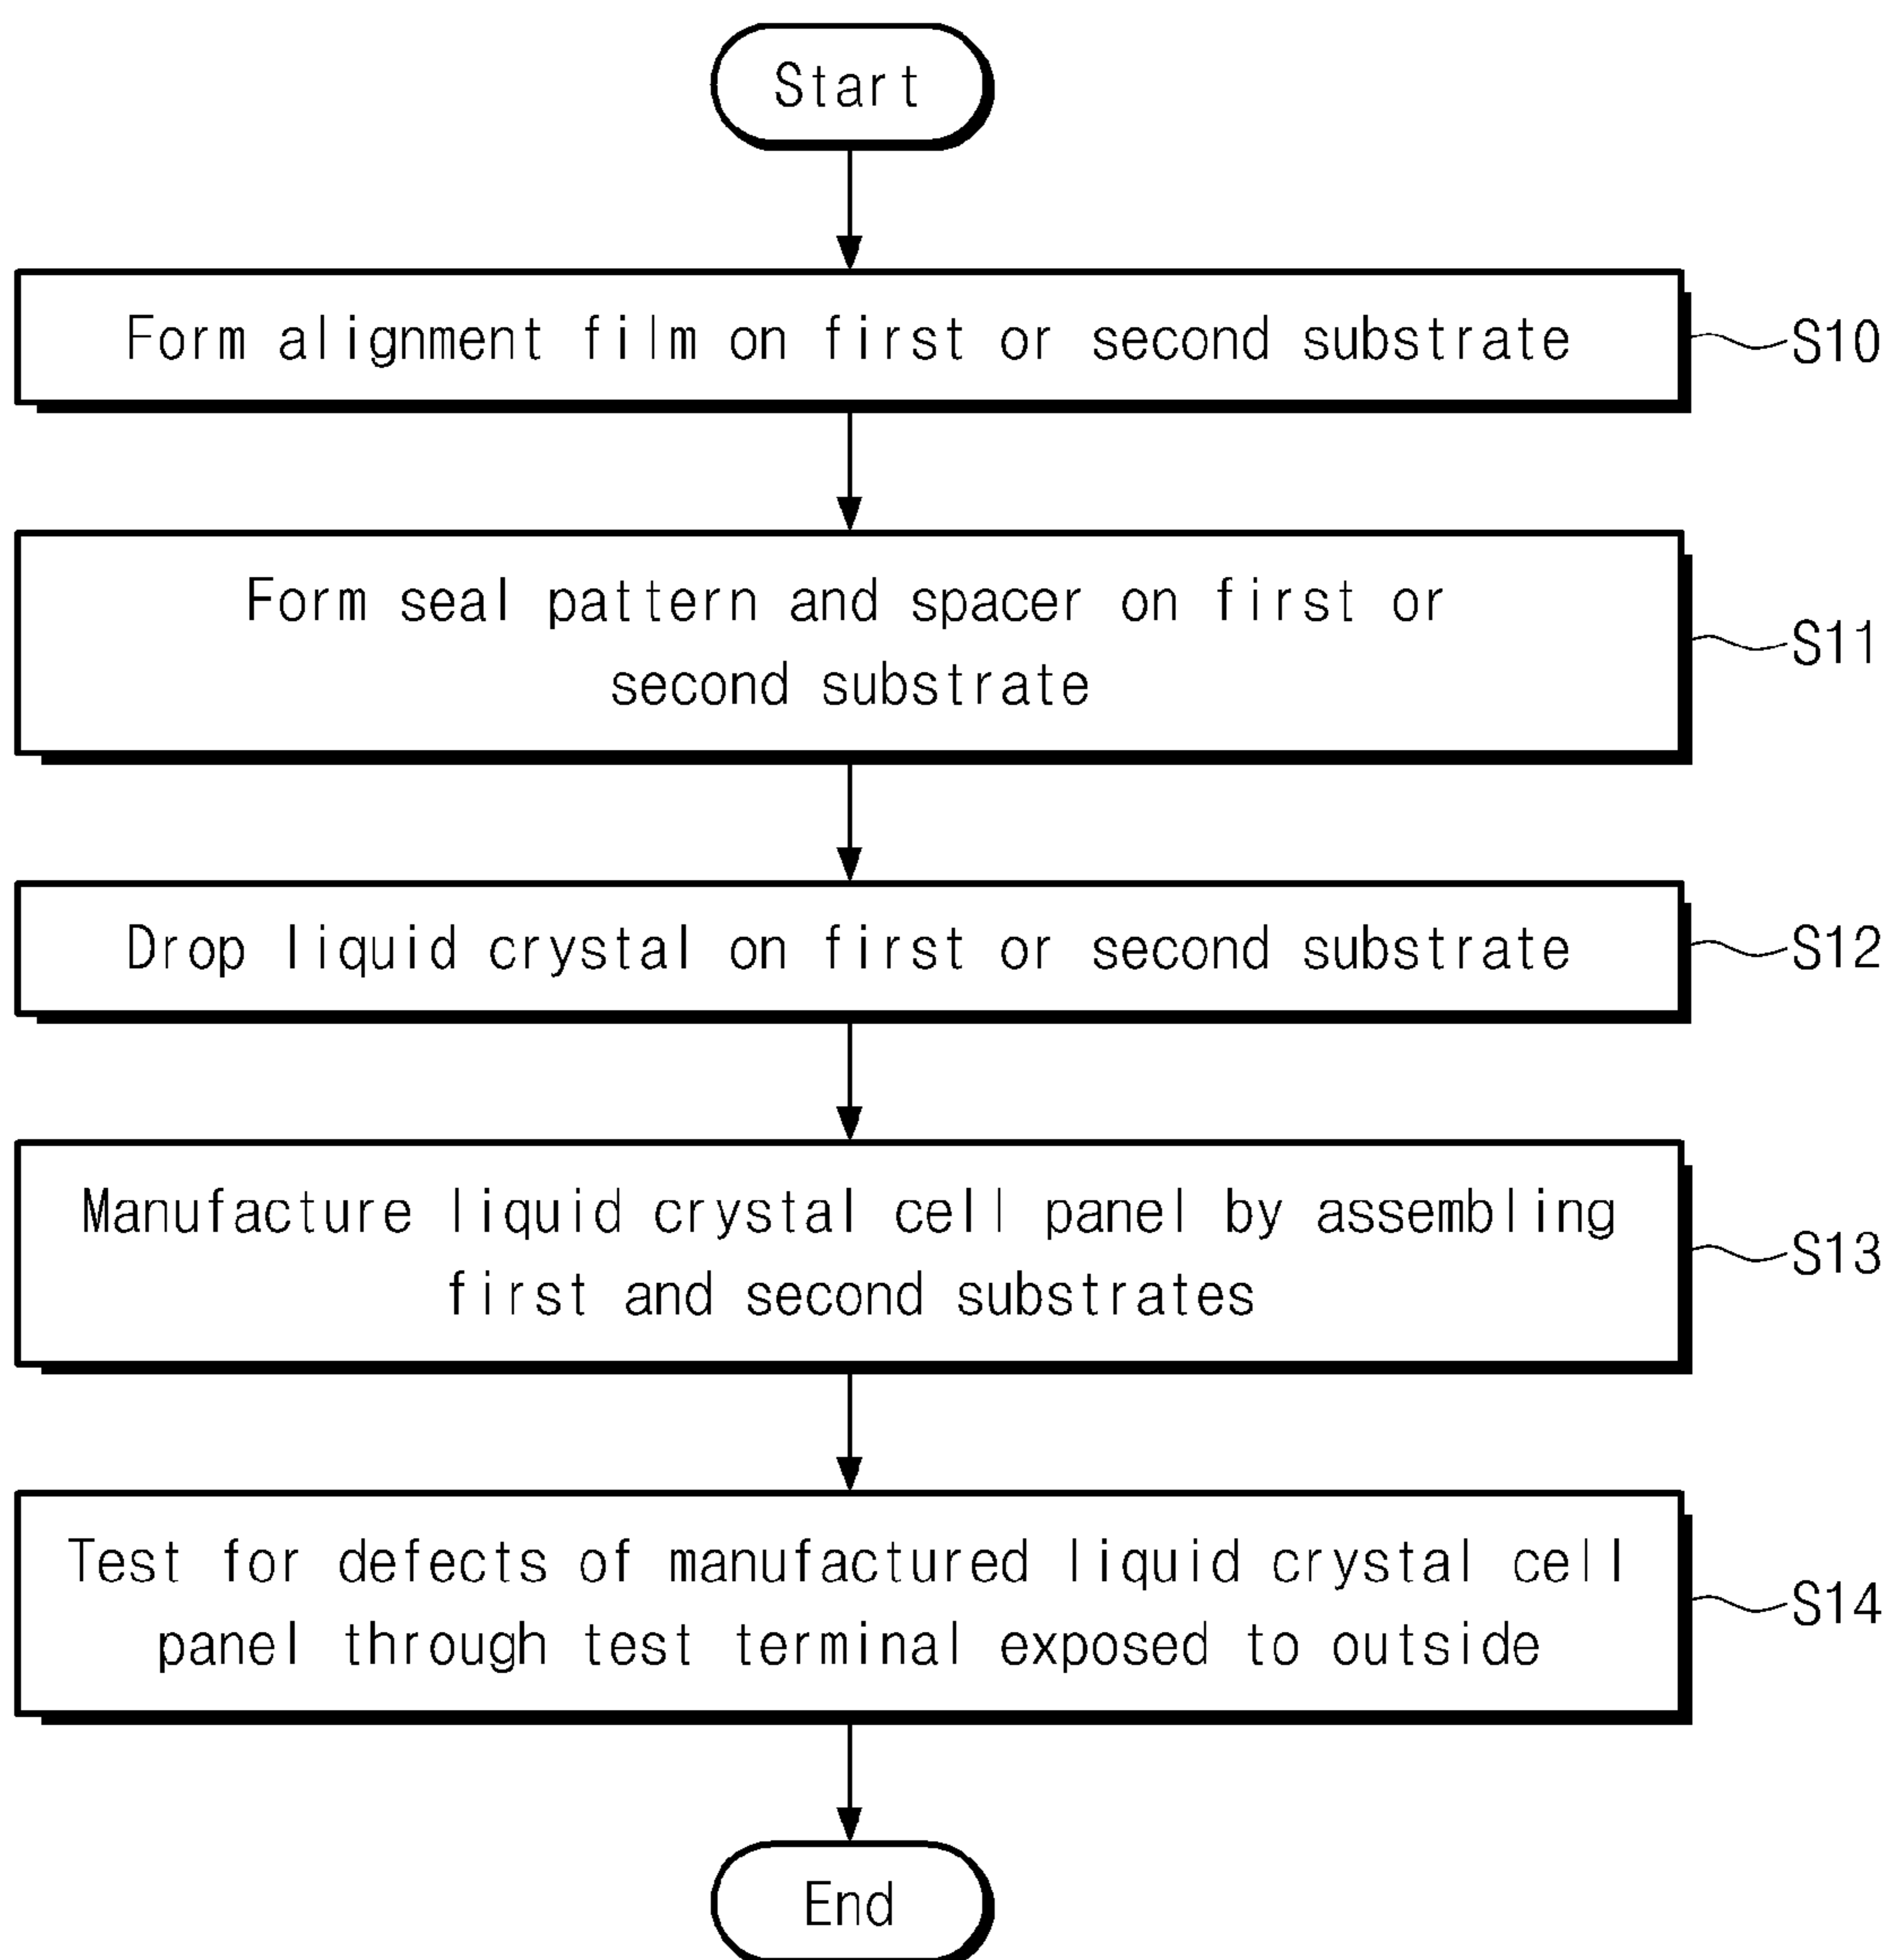 Start
Form alignment film on first or second substrate
S10
Form seal pattern and spacer on first or
second substrate
S11
Drop liquid crystal on first or second substrate
S12
Manufacture liquid crystal cell panel by assembling
first and second substrates
S13
Test for defects of manufactured liquid crystal cell
panel through test terminal exposed to outside
S14
End